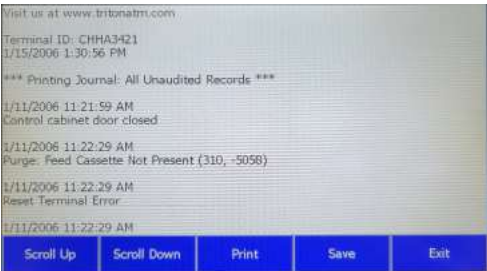 Visit us at www.tritonatm.com
Terminal ID: CHHA3421
1/15/2006 1:30:56 PM
*** Printing Journal: All Unaudited Records ***
1/11/2006 11:21:59 AM
Control cabinet door closed
1/11/2006 11:22:29 AM
Purge: Feed Cassette Not Present (310, -5058)
1/11/2006 11:22:29 AM
Reset Terminal Error
1/11/2006 11:22:29 AM
Scroll Up Scroll Down Print Save Exit